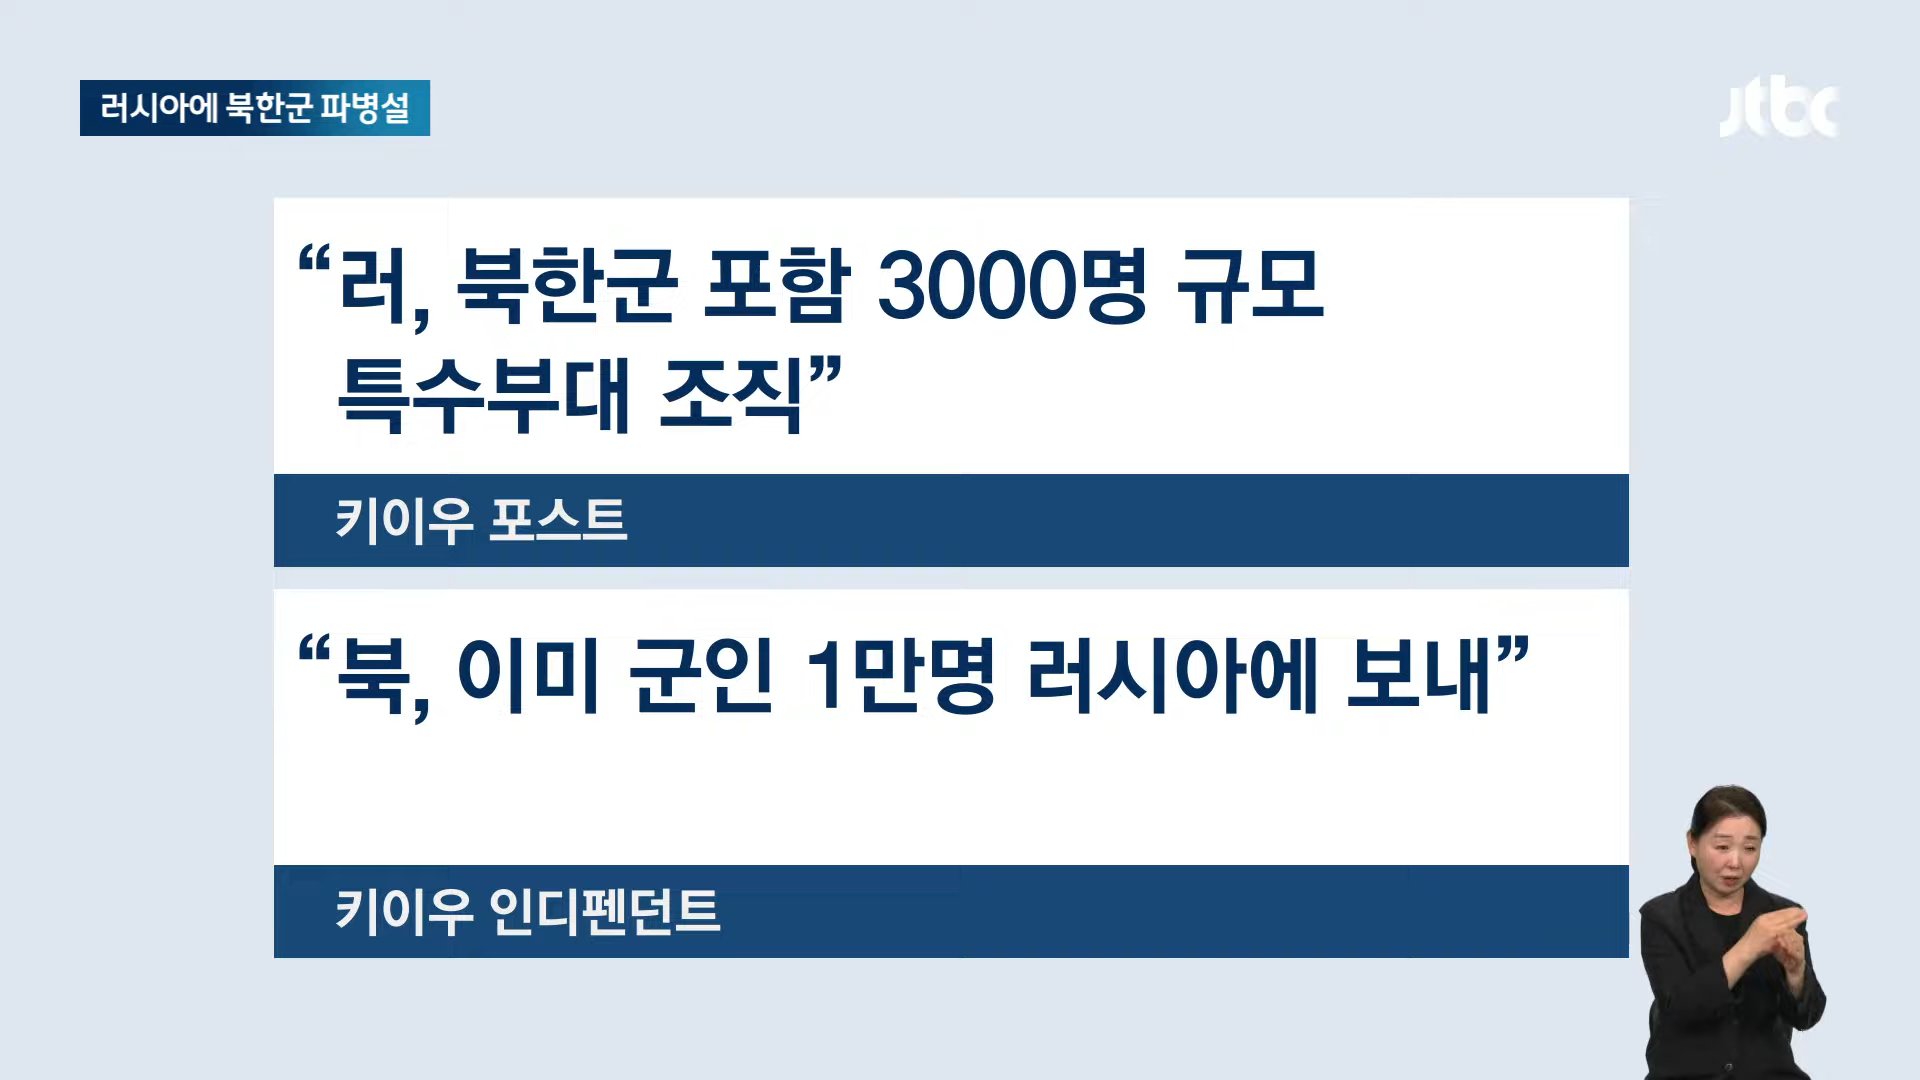 러시아에 북한군 파병설
jtbc
“러, 북한군 포함 3000명 규모
특수부대 조직”
키이우 포스트
“북, 이미 군인 1만명 러시아에 보내”
키이우 인디펜던트